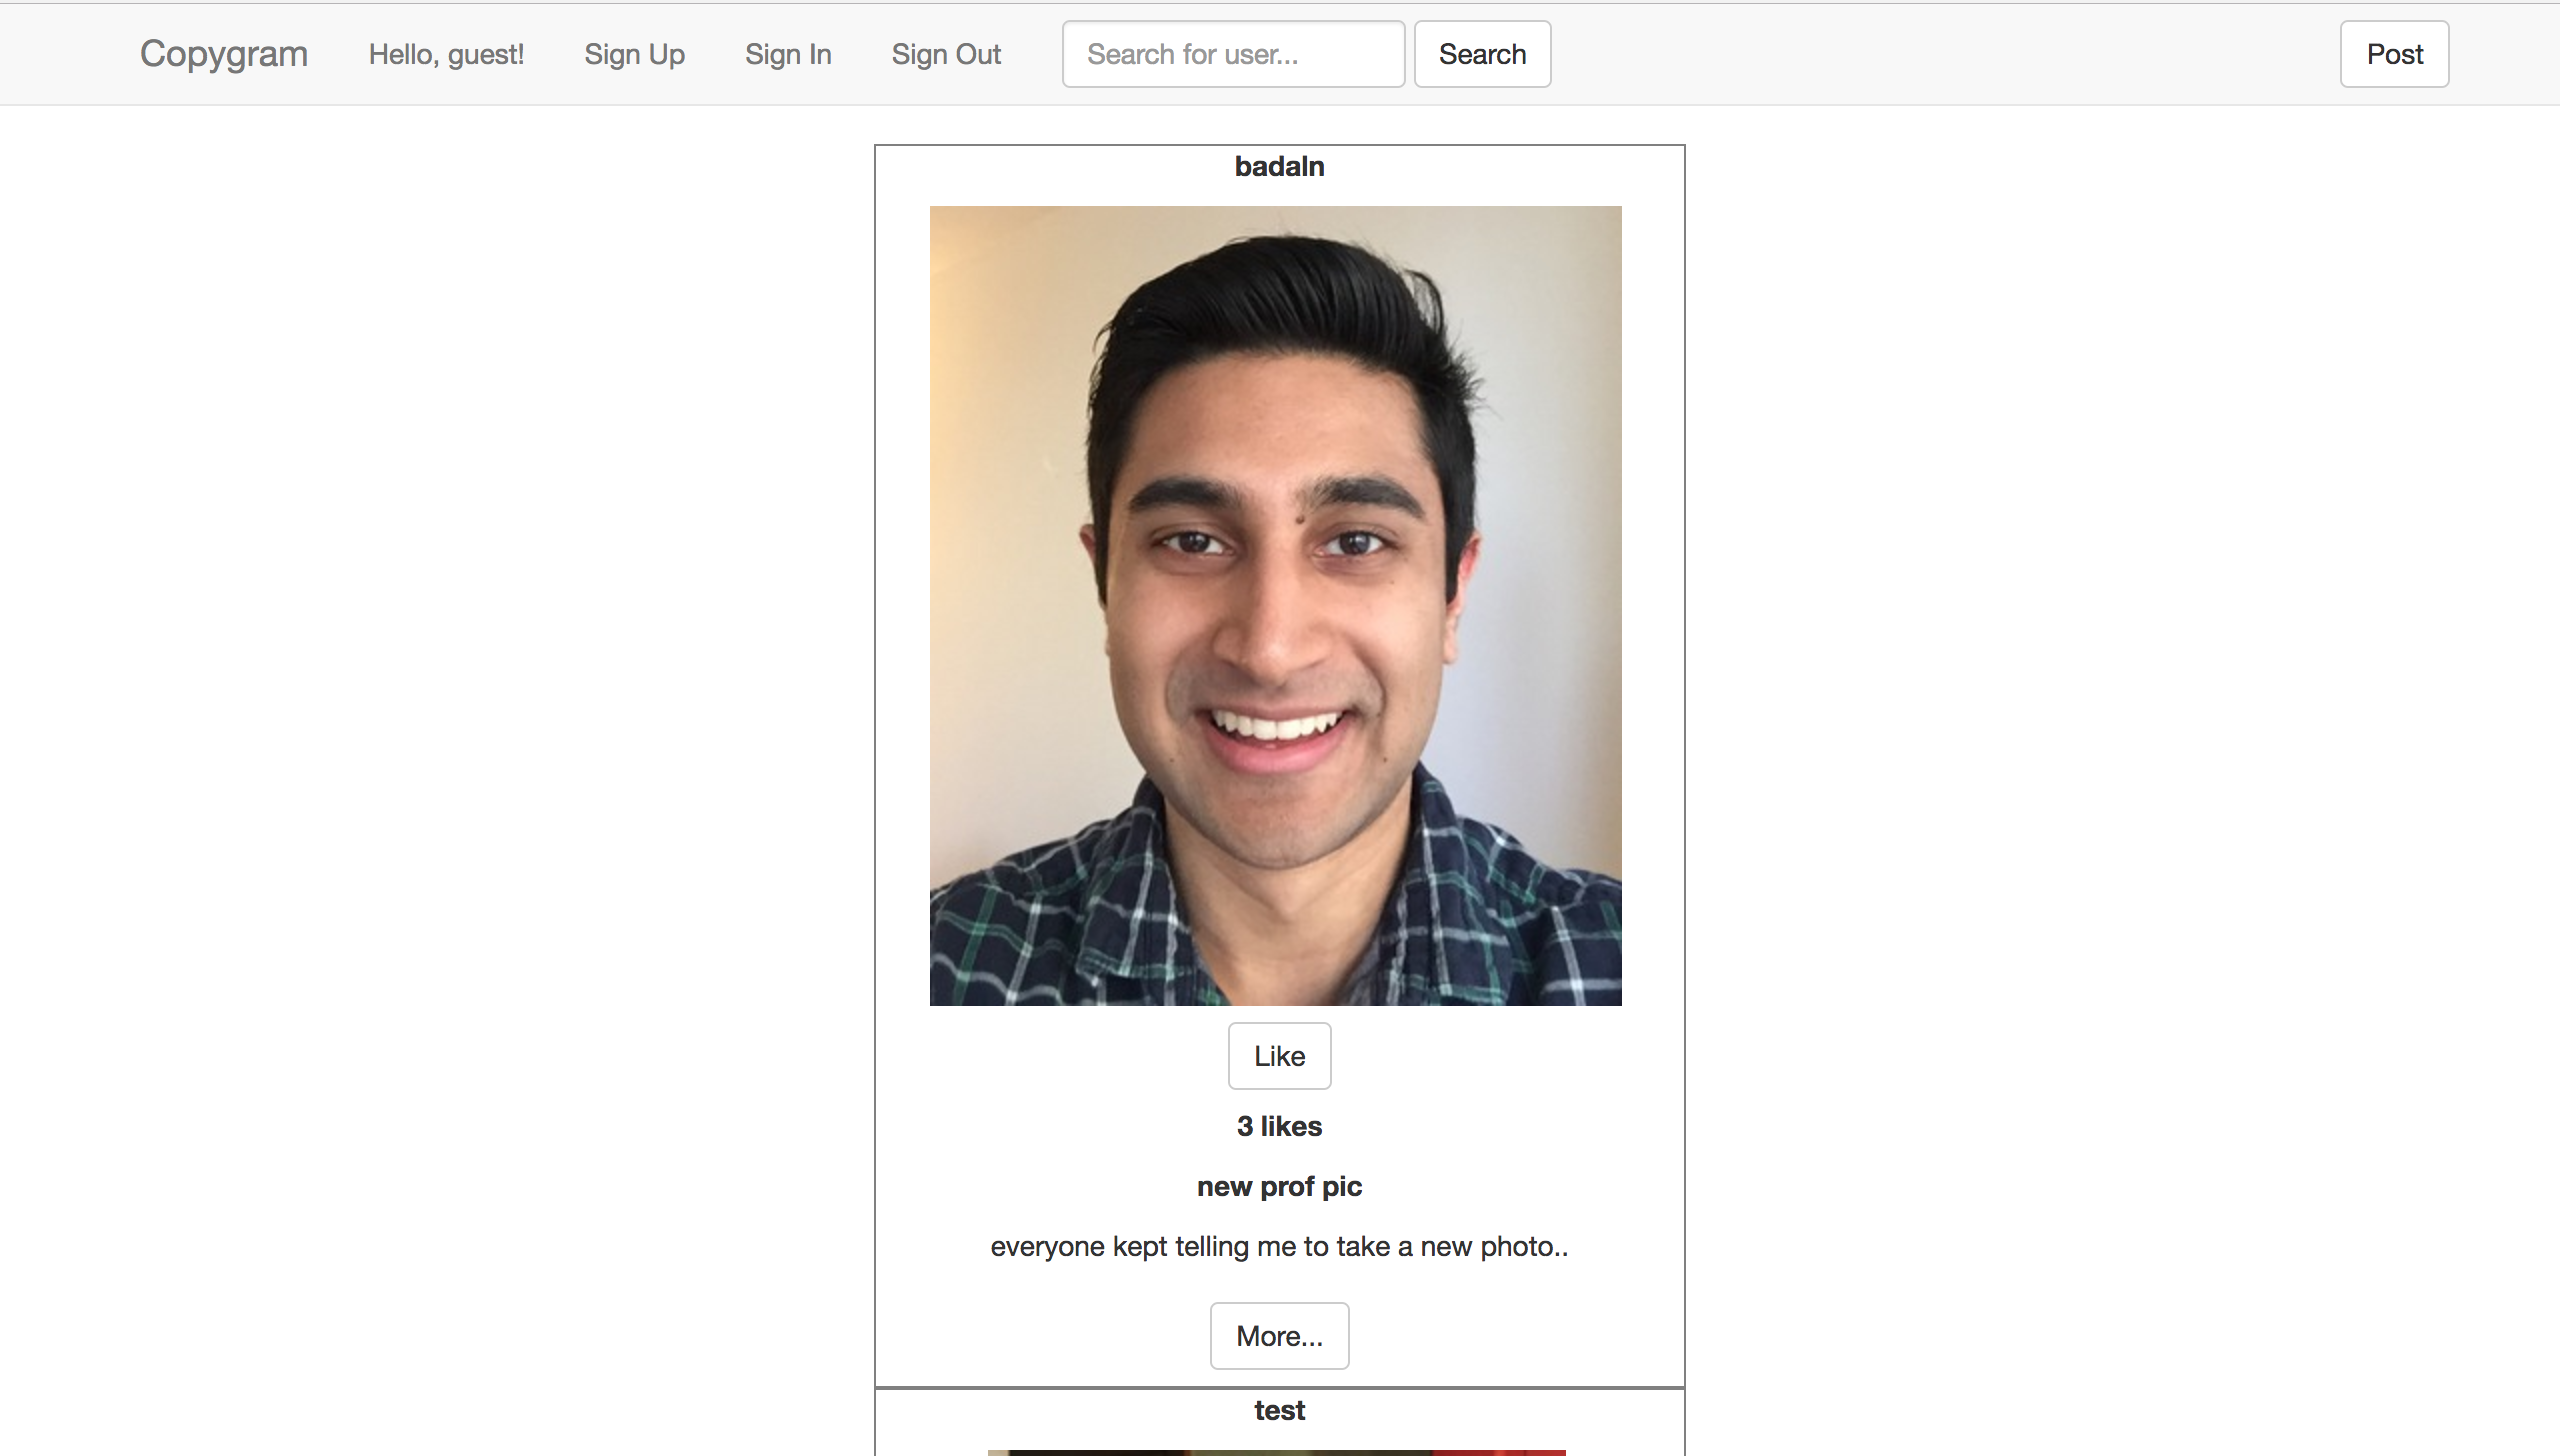 Copygram Hello, guest! Sign Up Sign In Sign Out Search for user... Search Post
badaln
Like
3 likes
new prof pic
everyone kept telling me to take a new photo..
More...
test